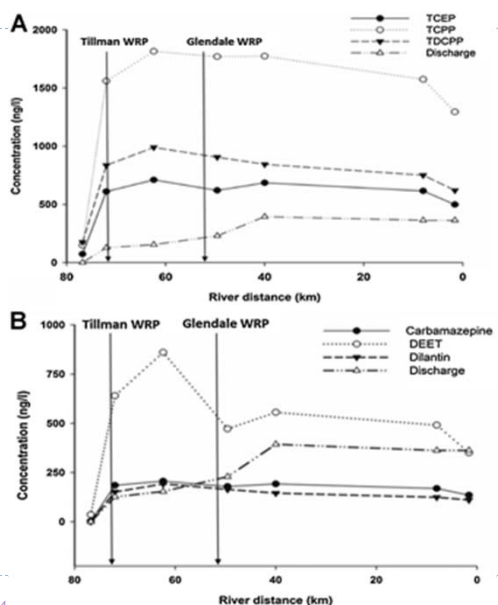 A
Tillman WRP
Glendale WRP
TCEP
TCPP
TDCPP
Discharge
2000
1500
1000
500
0
Concentration (ng/l)
80
60
40
20
0
River distance (km)
B
Tillman WRP
Glendale WRP
Carbamazepine
DEET
Dilantin
Discharge
1000
750
500
250
0
Concentration (ng/l)
80
60
40
20
0
River distance (km)